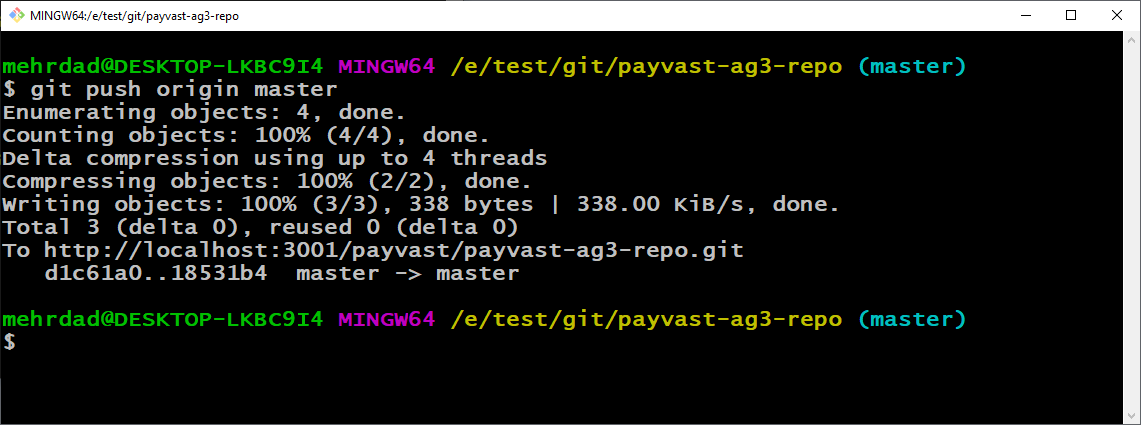 MINGW64:/e/test/git/payvast-ag3-repo
mehrdad@DESKTOP-LKBC9I4 MINGW64 /e/test/git/payvast-ag3-repo (master)
$ git push origin master
Enumerating objects: 4, done.
Counting objects: 100% (4/4), done.
Delta compression using up to 4 threads
Compressing objects: 100% (2/2), done.
Writing objects: 100% (3/3), 338 bytes | 338.00 KiB/s, done.
Total 3 (delta 0), reused 0 (delta 0)
To http://localhost:3001/payvast/payvast-ag3-repo.git
   d1c61a0..18531b4  master -> master
mehrdad@DESKTOP-LKBC9I4 MINGW64 /e/test/git/payvast-ag3-repo (master)
$